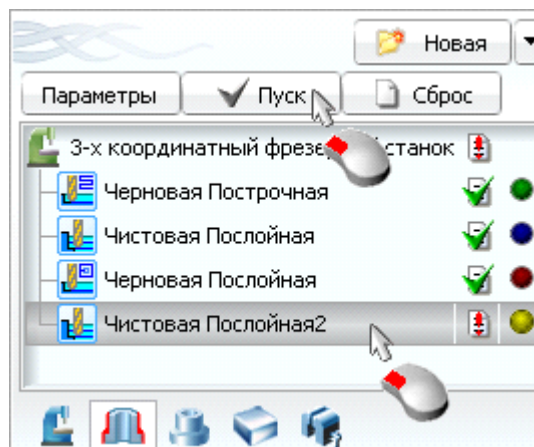 Новая
Параметры Пуск Сброс
3-х координатный фрезе станок
Черновая Построчная
Чистовая Послойная
Черновая Послойная
Чистовая Послойная2